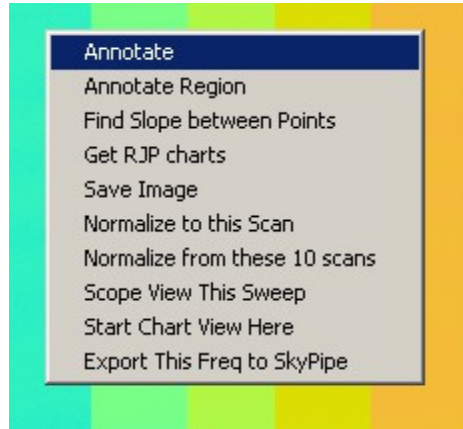 Annotate
Annotate Region
Find Slope between Points
Get RJP charts
Save Image
Normalize to this Scan
Normalize from these 10 scans
Scope View This Sweep
Start Chart View Here
Export This Freq to SkyPipe